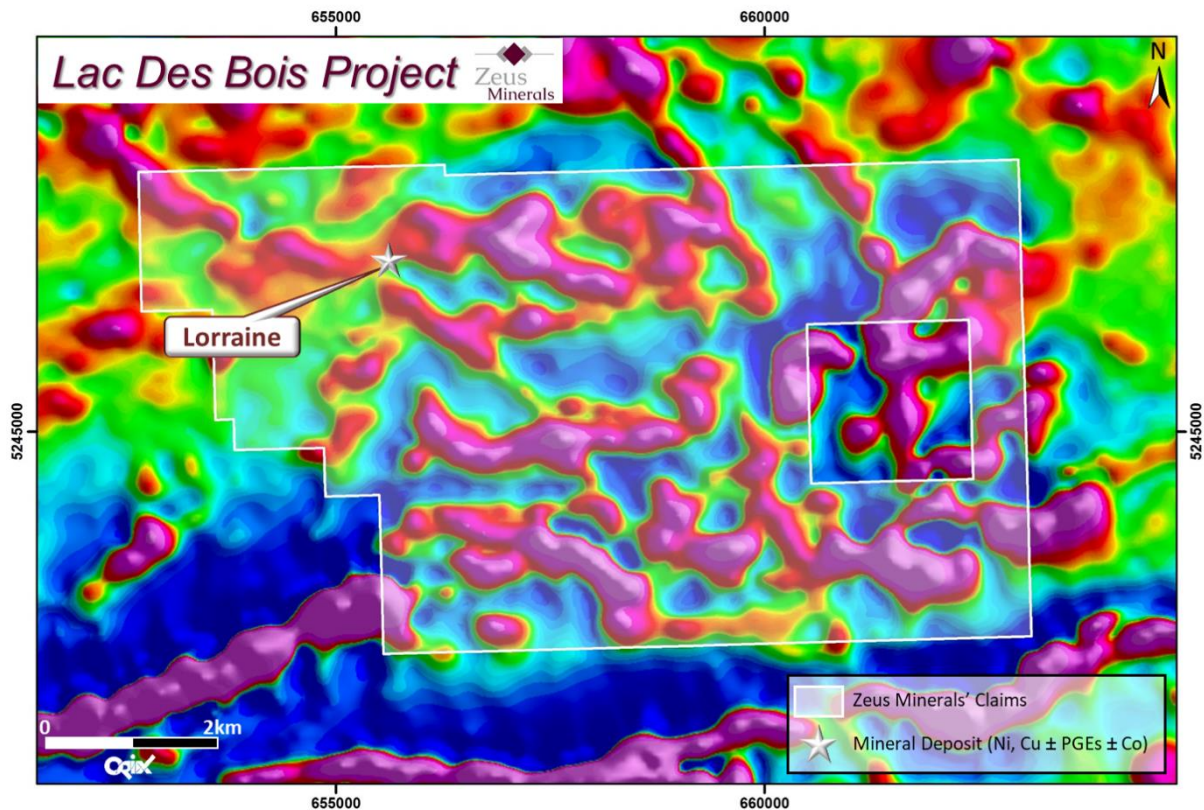 655000
660000
Lac Des Bois Project
Zeus
Minerals
N
Lorraine
5245000
5245000
0
2km
Zeus Minerals' Claims
Mineral Deposit (Ni, Cu ± PGEs ± Co)
655000
660000